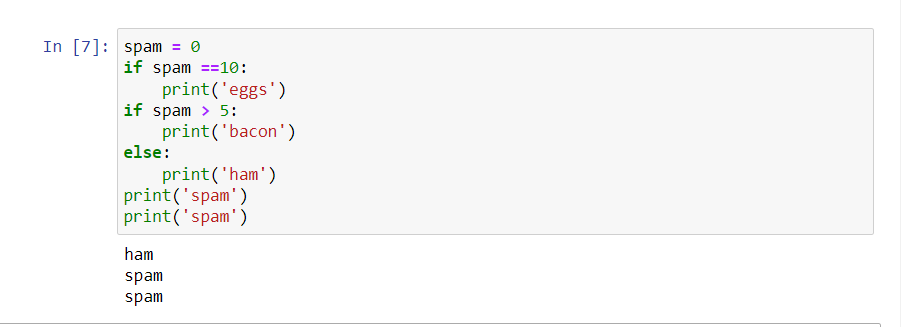 In [7]: spam = 0
if spam ==10:
    print('eggs')
if spam > 5:
    print('bacon')
else:
    print('ham')
print('spam')
print('spam')
ham
spam
spam